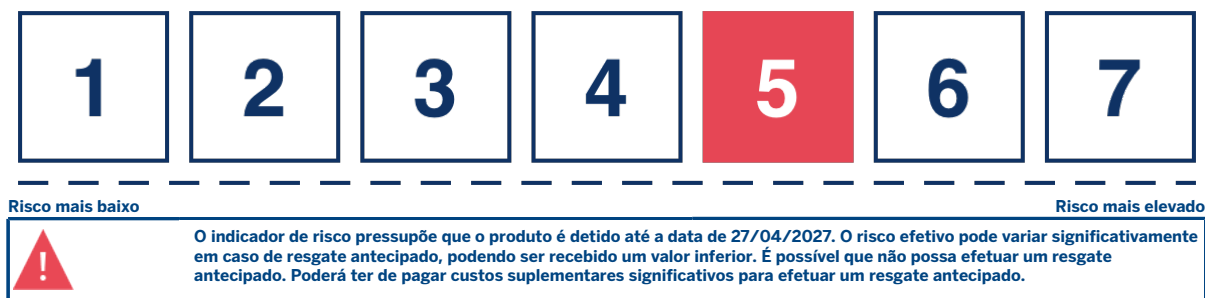 1 2 3 4 5 6 7
Risco mais baixo Risco mais elevado
! O indicador de risco pressupõe que o produto é detido até a data de 27/04/2027. O risco efetivo pode variar significativamente
em caso de resgate antecipado, podendo ser recebido um valor inferior. É possível que não possa efetuar um resgate
antecipado. Poderá ter de pagar custos suplementares significativos para efetuar um resgate antecipado.